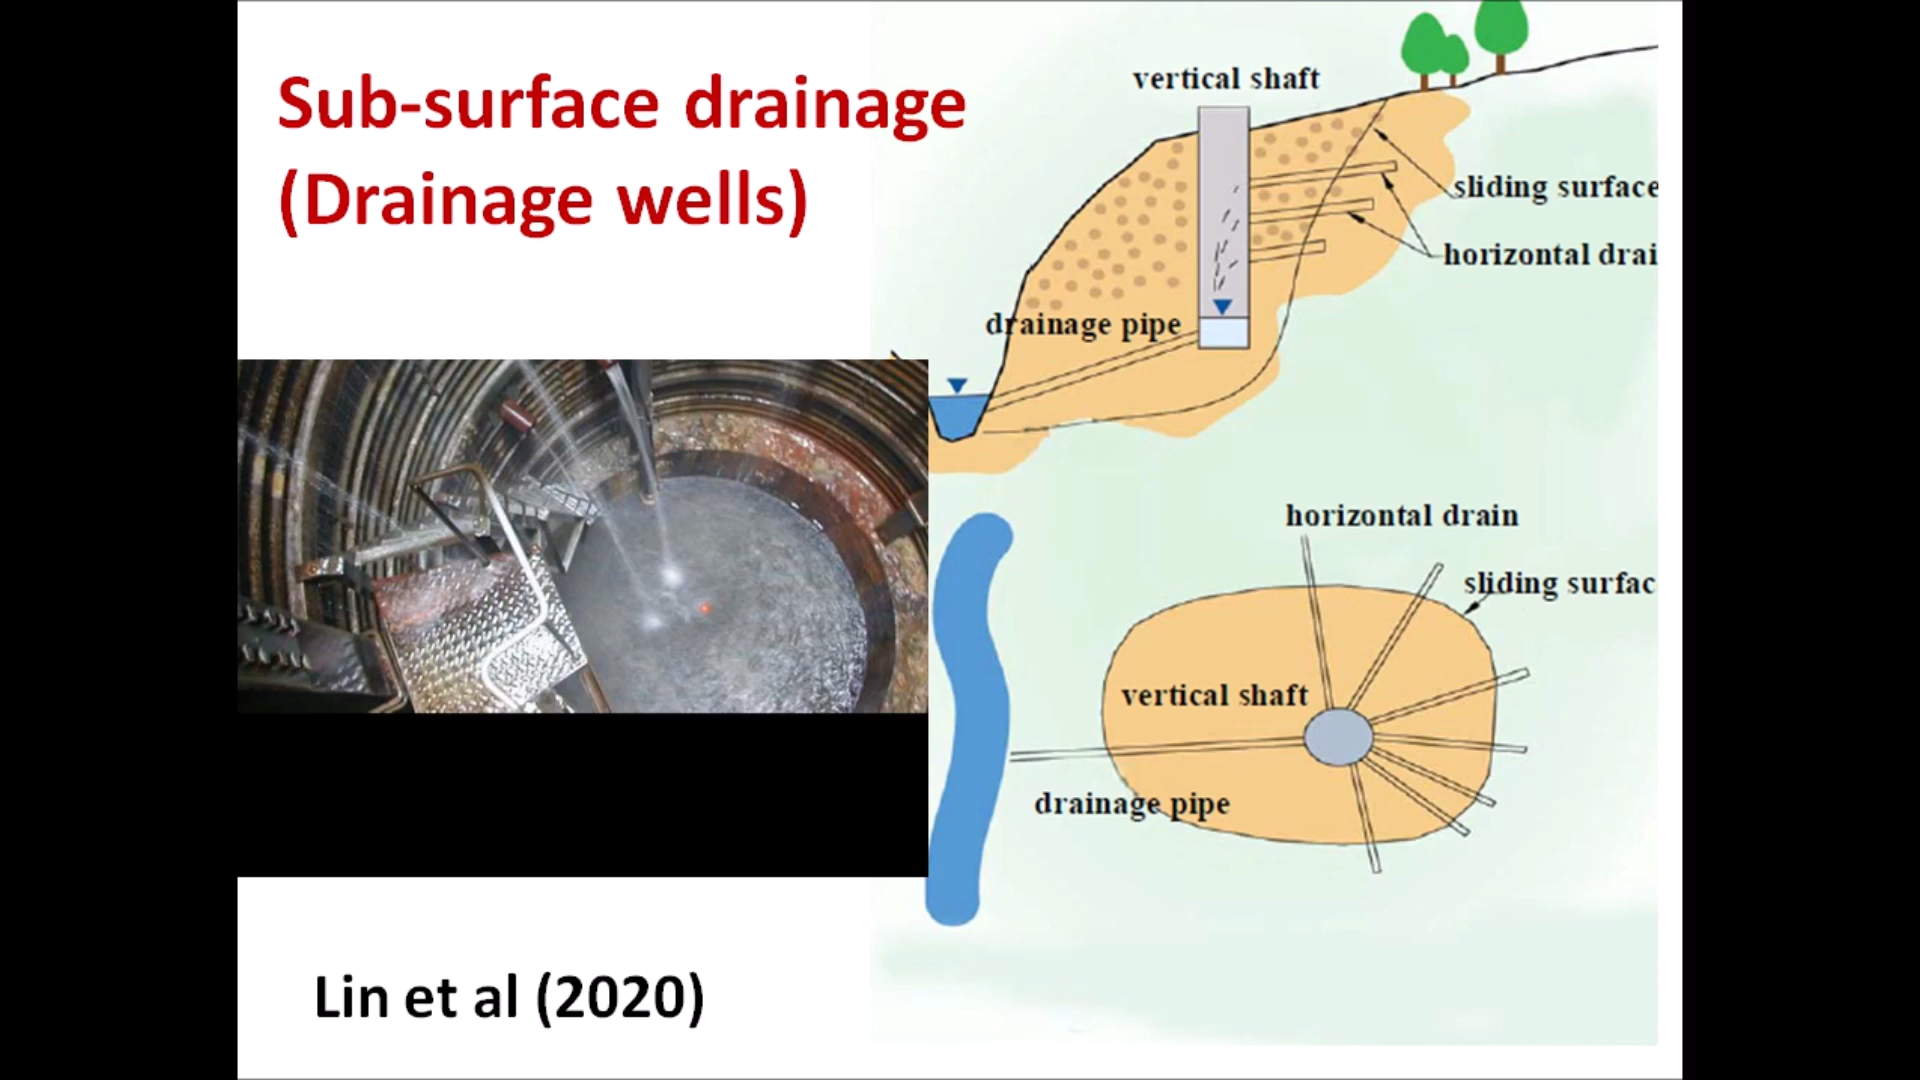 Sub-surface drainage
(Drainage wells)
vertical shaft
sliding surface
horizontal drai
drainage pipe
horizontal drain
sliding surfac
vertical shaft
drainage pipe
Lin et al (2020)